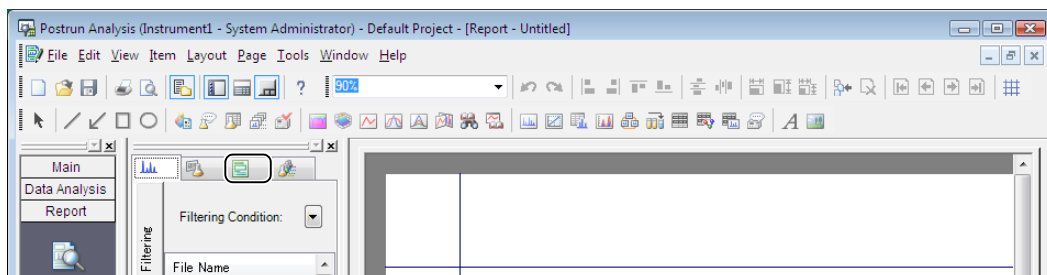 Postrun Analysis (Instrument1 - System Administrator) - Default Project - [Report - Untitled]
File Edit View Item Layout Page Tools Window Help
? 90%
A
Main
Data Analysis
Report
Filtering Condition:
Filtering
File Name